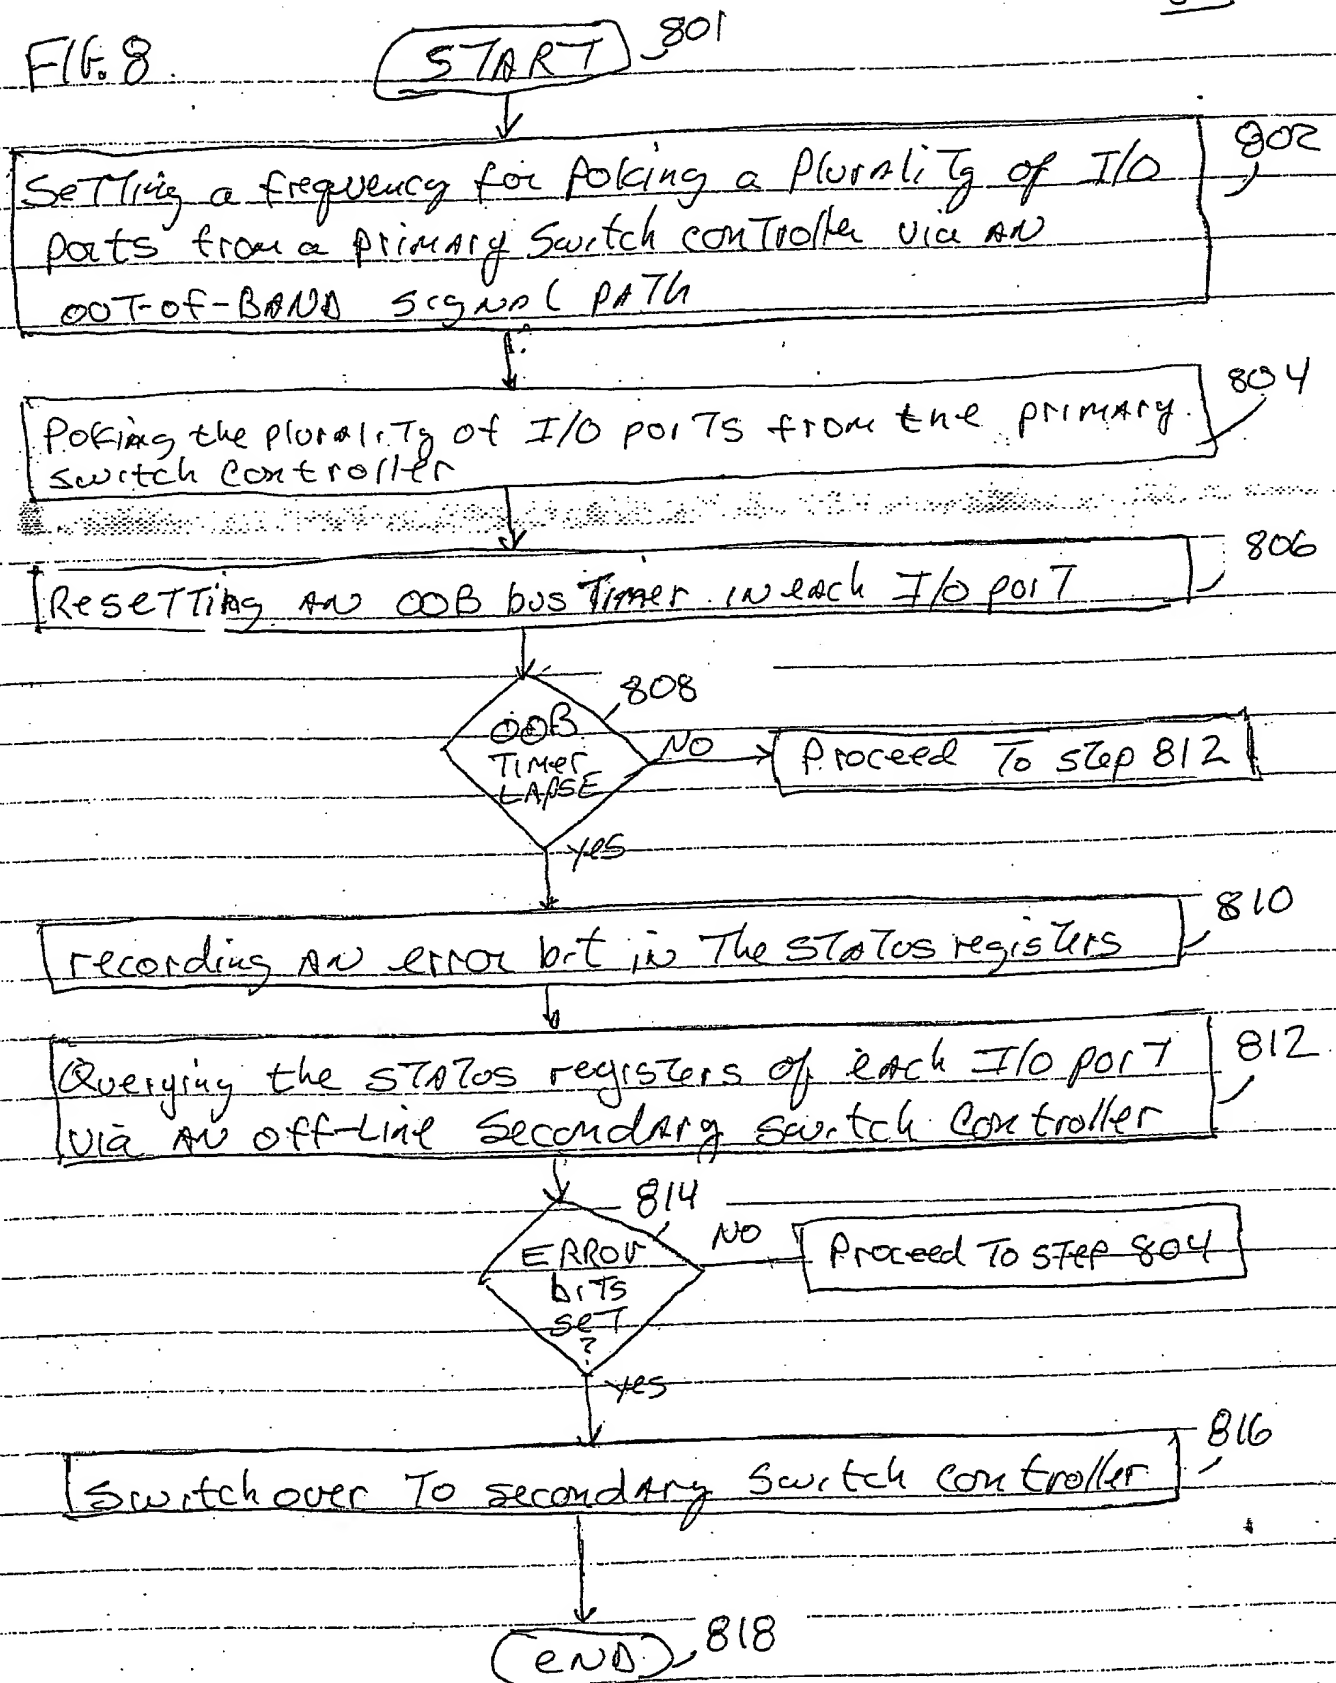 FIG. 8.
START 801
802
Setting a frequency for Poking a Plurality of I/O
ports from a primary switch controller via AN
OUT-of-BAND signal PATH
804
Poking the plurality of I/O ports from the primary
switch controller
806
Resetting AN OOB bus Timer in each I/O port
808
OOB
Timer
LAPSE
NO
Proceed To step 812
yes
810
recording AN error bit in The status registers
812
Querying the status registers of each I/O port
via AN off-Line Secondary switch controller
814
ERROr
bits
set
?
NO
Proceed To step 804
yes
816
Switch over To secondary switch controller
(END) 818